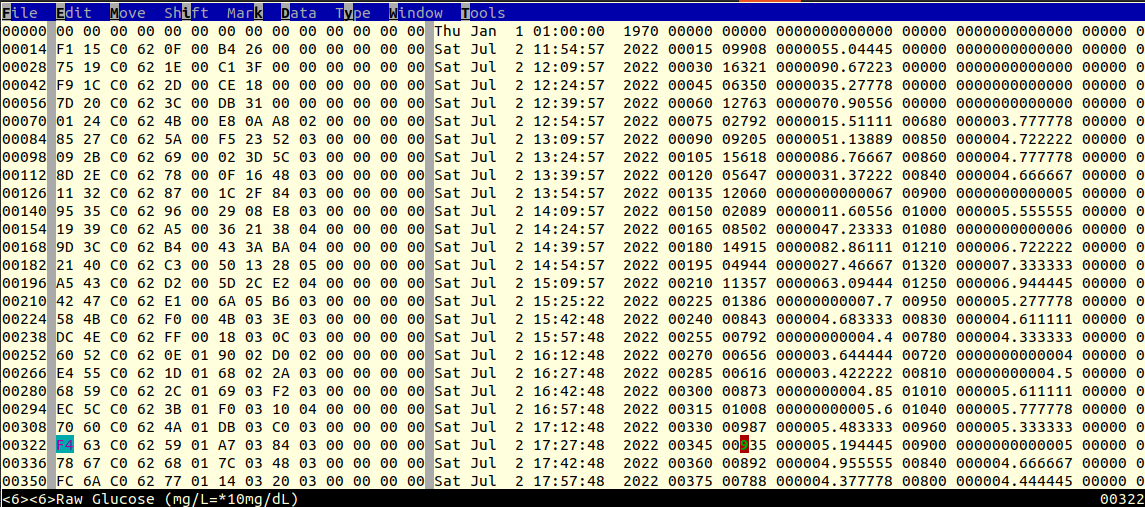 File Edit Move Shift Mark Data Type Window Tools
00000 00 00 00 00 00 00 00 00 00 00 00 00 00 00 Thu Jan 1 01:00:00 1970 00000 00000 0000000000000 00000 0000000000000 00000 0
00014 F1 15 C0 62 0F 00 B4 26 00 00 00 00 00 00 Sat Jul 2 11:54:57 2022 00015 09908 0000055.04445 00000 0000000000000 00000 0
00028 75 19 C0 62 1E 00 C1 3F 00 00 00 00 00 00 Sat Jul 2 12:09:57 2022 00030 16321 0000090.67223 00000 0000000000000 00000 0
00042 F9 1C C0 62 2D 00 CE 18 00 00 00 00 00 00 Sat Jul 2 12:24:57 2022 00045 06350 0000035.27778 00000 0000000000000 00000 0
00056 7D 20 C0 62 3C 00 DB 31 00 00 00 00 00 00 Sat Jul 2 12:39:57 2022 00060 12763 0000070.90556 00000 0000000000000 00000 0
00070 01 24 C0 62 4B 00 E8 0A A8 02 00 00 00 00 Sat Jul 2 12:54:57 2022 00075 02792 0000015.51111 00680 000003.777778 00000 0
00084 85 27 C0 62 5A 00 F5 23 52 03 00 00 00 00 Sat Jul 2 13:09:57 2022 00090 09205 0000051.13889 00850 000004.722222 00000 0
00098 09 2B C0 62 69 00 02 3D 5C 03 00 00 00 00 Sat Jul 2 13:24:57 2022 00105 15618 0000086.76667 00860 000004.777778 00000 0
00112 8D 2E C0 62 78 00 0F 16 48 03 00 00 00 00 Sat Jul 2 13:39:57 2022 00120 05647 0000031.37222 00840 000004.666667 00000 0
00126 11 32 C0 62 87 00 1C 2F 84 03 00 00 00 00 Sat Jul 2 13:54:57 2022 00135 12060 0000000000067 00900 0000000000005 00000 0
00140 95 35 C0 62 96 00 29 08 E8 03 00 00 00 00 Sat Jul 2 14:09:57 2022 00150 02089 0000011.60556 01000 000005.555555 00000 0
00154 19 39 C0 62 A5 00 36 21 38 04 00 00 00 00 Sat Jul 2 14:24:57 2022 00165 08502 0000047.23333 01080 0000000000006 00000 0
00168 9D 3C C0 62 B4 00 43 3A BA 04 00 00 00 00 Sat Jul 2 14:39:57 2022 00180 14915 0000082.86111 01210 000006.722222 00000 0
00182 21 40 C0 62 C3 00 50 13 28 05 00 00 00 00 Sat Jul 2 14:54:57 2022 00195 04944 0000027.46667 01320 000007.333333 00000 0
00196 A5 43 C0 62 D2 00 5D 2C E2 04 00 00 00 00 Sat Jul 2 15:09:57 2022 00210 11357 0000063.09444 01250 000006.944445 00000 0
00210 42 47 C0 62 E1 00 6A 05 B6 03 00 00 00 00 Sat Jul 2 15:25:22 2022 00225 01386 00000000007.7 00950 000005.277778 00000 0
00224 58 4B C0 62 F0 00 4B 03 3E 03 00 00 00 00 Sat Jul 2 15:42:48 2022 00240 00843 000004.683333 00830 000004.611111 00000 0
00238 DC 4E C0 62 FF 00 18 03 0C 03 00 00 00 00 Sat Jul 2 15:57:48 2022 00255 00792 00000000004.4 00780 000004.333333 00000 0
00252 60 52 C0 62 0E 01 90 02 D0 02 00 00 00 00 Sat Jul 2 16:12:48 2022 00270 00656 000003.644444 00720 0000000000004 00000 0
00266 E4 55 C0 62 1D 01 68 02 2A 03 00 00 00 00 Sat Jul 2 16:27:48 2022 00285 00616 000003.422222 00810 00000000004.5 00000 0
00280 68 59 C0 62 2C 01 69 03 F2 03 00 00 00 00 Sat Jul 2 16:42:48 2022 00300 00873 0000000004.85 01010 000005.611111 00000 0
00294 EC 5C C0 62 3B 01 F0 03 10 04 00 00 00 00 Sat Jul 2 16:57:48 2022 00315 01008 00000000005.6 01040 000005.777778 00000 0
00308 70 60 C0 62 4A 01 DB 03 C0 03 00 00 00 00 Sat Jul 2 17:12:48 2022 00330 00987 000005.483333 00960 000005.333333 00000 0
00322 F4 63 C0 62 59 01 A7 03 84 03 00 00 00 00 Sat Jul 2 17:27:48 2022 00345 00935 000005.194445 00900 0000000000005 00000 0
00336 78 67 C0 62 68 01 7C 03 48 03 00 00 00 00 Sat Jul 2 17:42:48 2022 00360 00892 000004.955555 00840 000004.666667 00000 0
00350 FC 6A C0 62 77 01 14 03 20 03 00 00 00 00 Sat Jul 2 17:57:48 2022 00375 00788 000004.377778 00800 000004.444445 00000 0
<6><6>Raw Glucose (mg/L=*10mg/dL) 00322